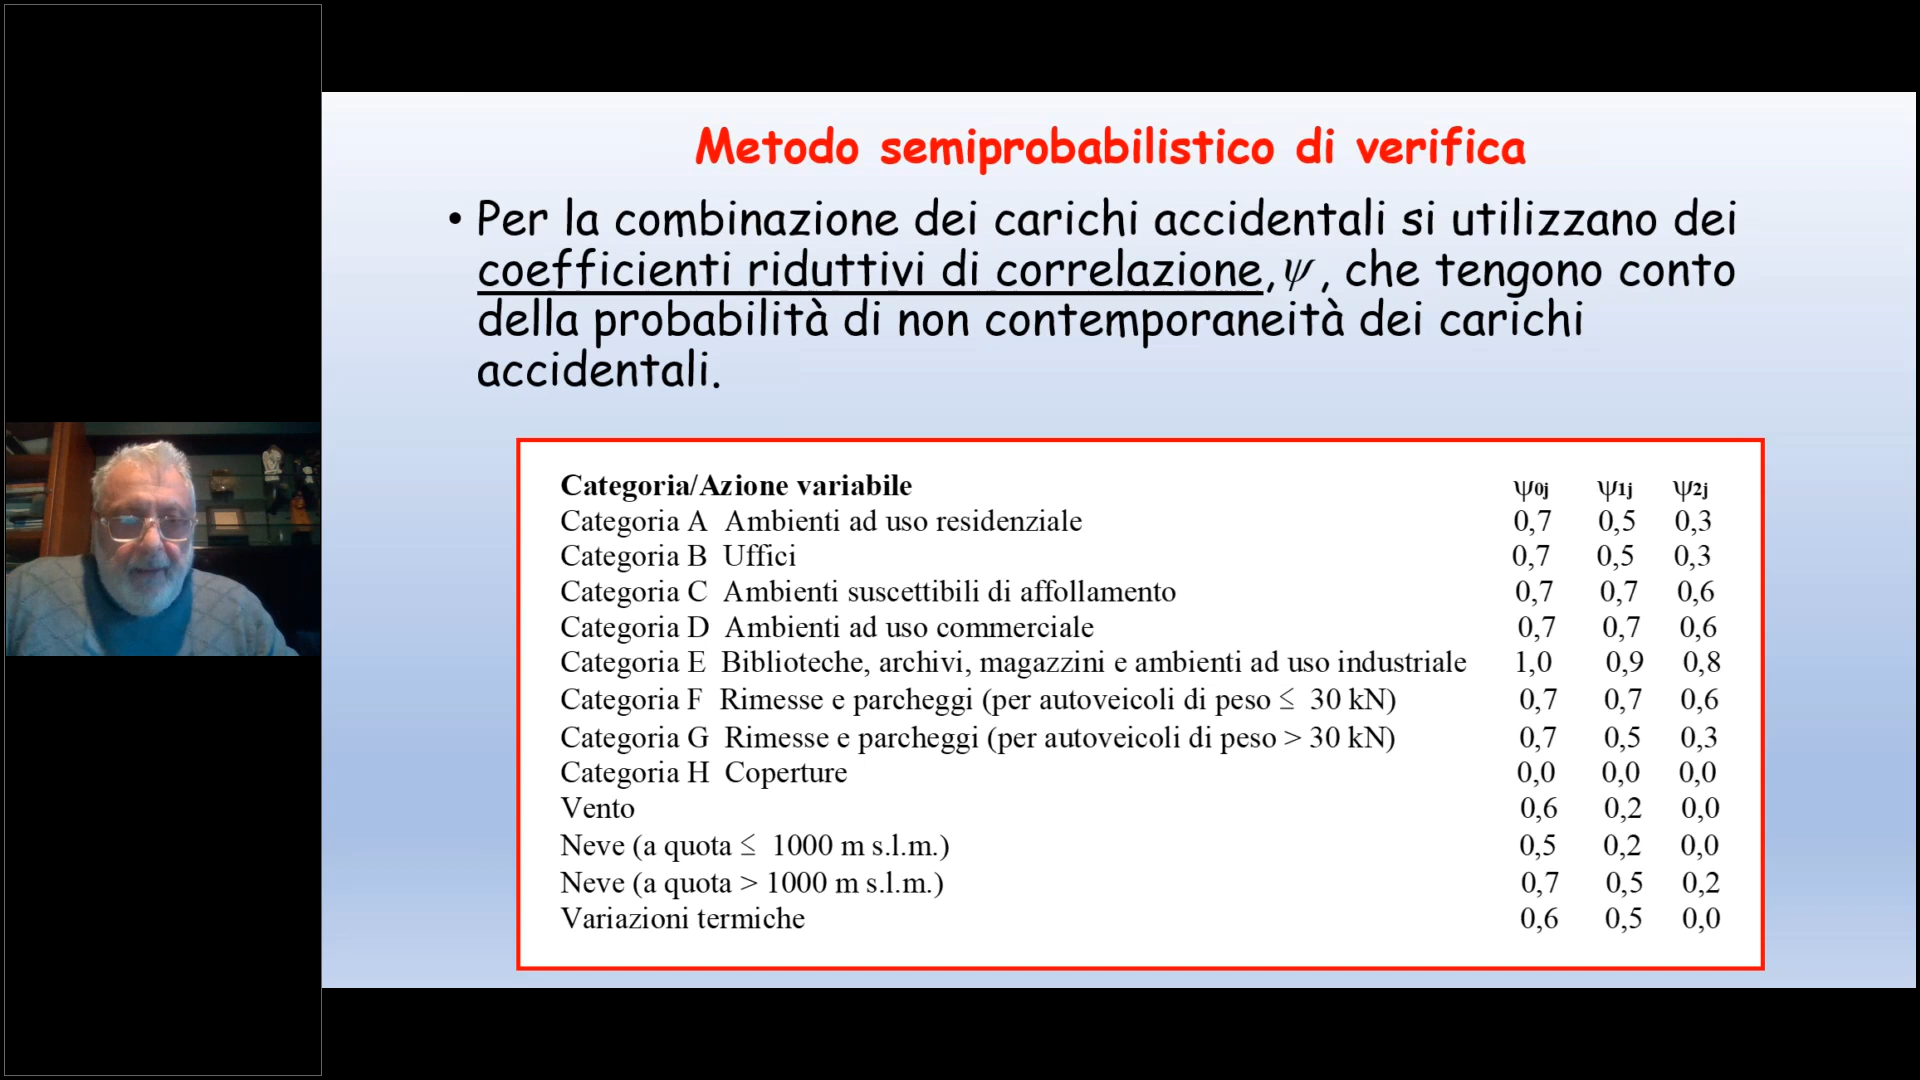 Metodo semiprobabilistico di verifica
• Per la combinazione dei carichi accidentali si utilizzano dei
coefficienti riduttivi di correlazione, ψ, che tengono conto
della probabilità di non contemporaneità dei carichi
accidentali.
Categoria/Azione variabile ψ0j ψ1j ψ2j
Categoria A Ambienti ad uso residenziale 0,7 0,5 0,3
Categoria B Uffici 0,7 0,5 0,3
Categoria C Ambienti suscettibili di affollamento 0,7 0,7 0,6
Categoria D Ambienti ad uso commerciale 0,7 0,7 0,6
Categoria E Biblioteche, archivi, magazzini e ambienti ad uso industriale 1,0 0,9 0,8
Categoria F Rimesse e parcheggi (per autoveicoli di peso ≤ 30 kN) 0,7 0,7 0,6
Categoria G Rimesse e parcheggi (per autoveicoli di peso > 30 kN) 0,7 0,5 0,3
Categoria H Coperture 0,0 0,0 0,0
Vento 0,6 0,2 0,0
Neve (a quota ≤ 1000 m s.l.m.) 0,5 0,2 0,0
Neve (a quota > 1000 m s.l.m.) 0,7 0,5 0,2
Variazioni termiche 0,6 0,5 0,0